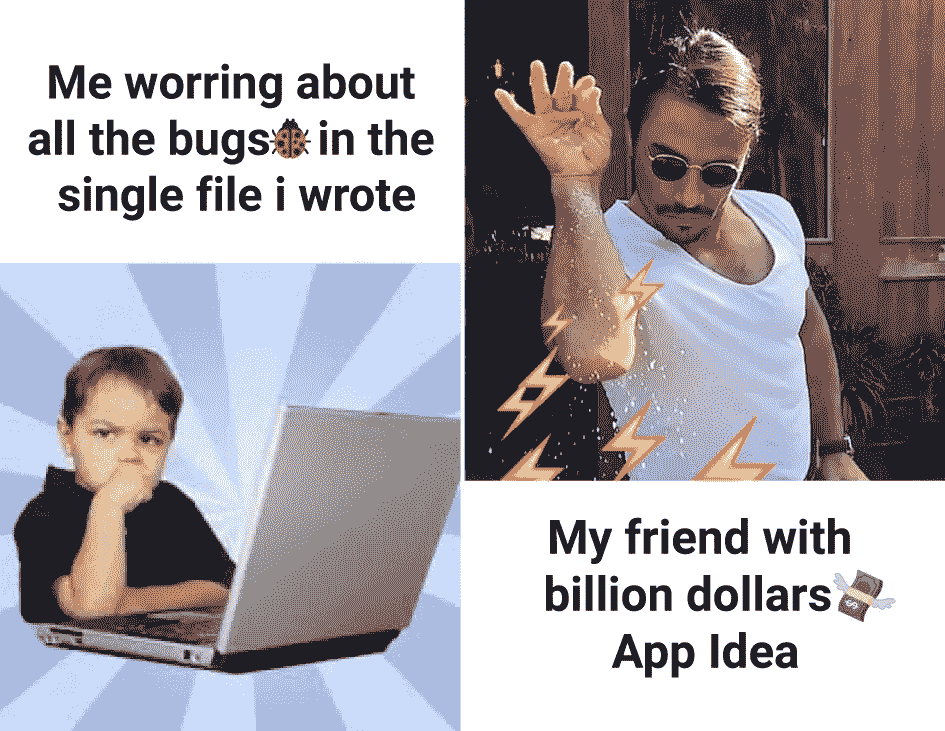 Me worring about
all the bugs🐞in the
single file i wrote
My friend with
billion dollars💸
App Idea